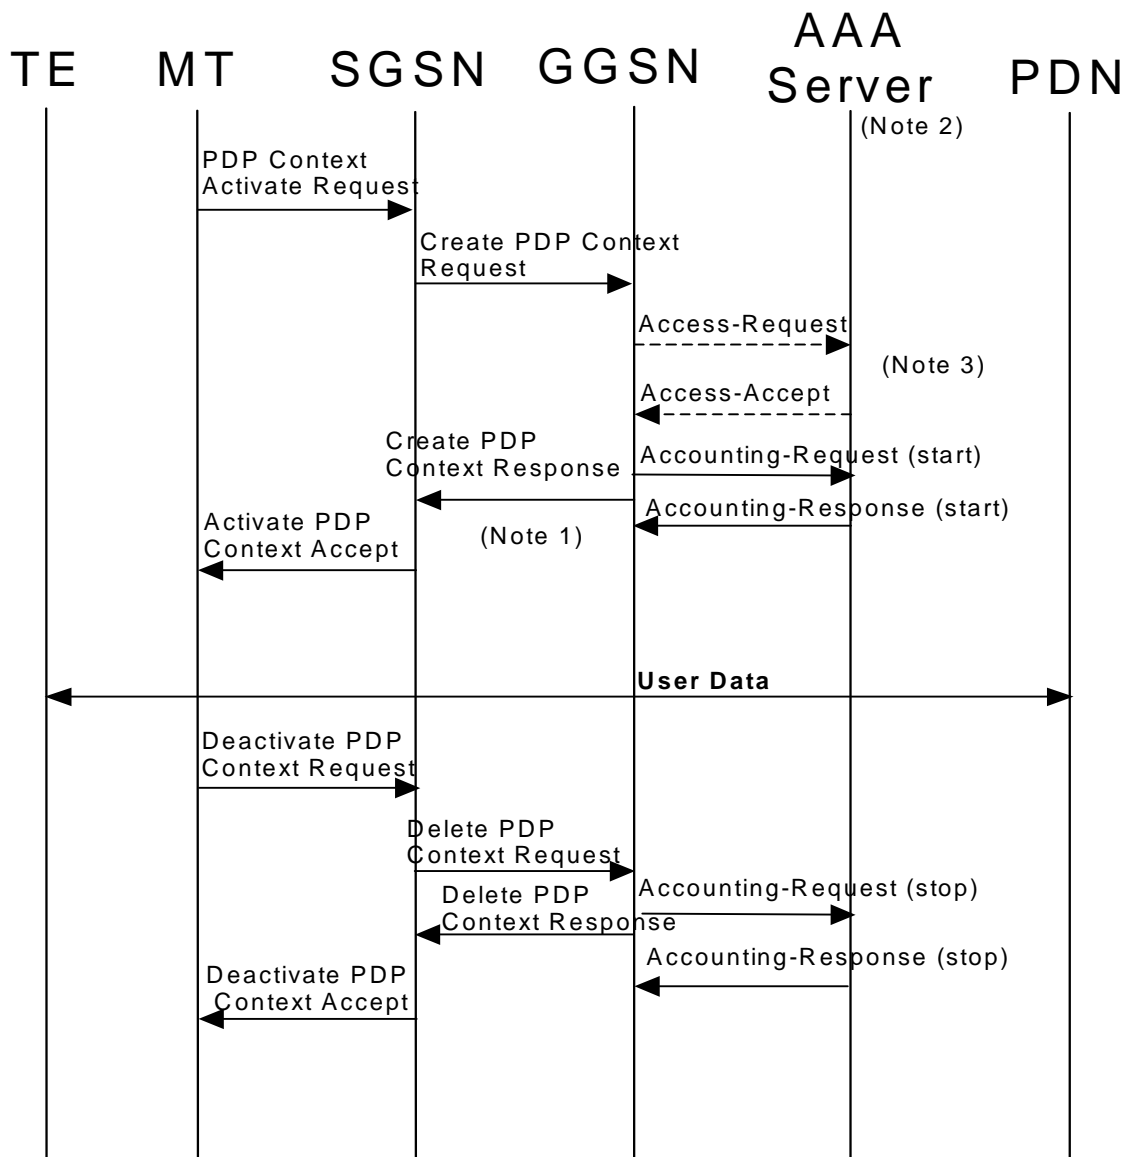 TE
MT
SGSN
GGSN
AAA
Server
PDN
(Note 2)
PDP Context
Activate Request
Create PDP Context
Request
Access-Request
(Note 3)
Access-Accept
Create PDP
Context Response
Accounting-Request (start)
Accounting-Response (start)
Activate PDP
Context Accept
(Note 1)
User Data
Deactivate PDP
Context Request
Delete PDP
Context Request
Accounting-Request (stop)
Delete PDP
Context Response
Accounting-Response (stop)
Deactivate PDP
Context Accept